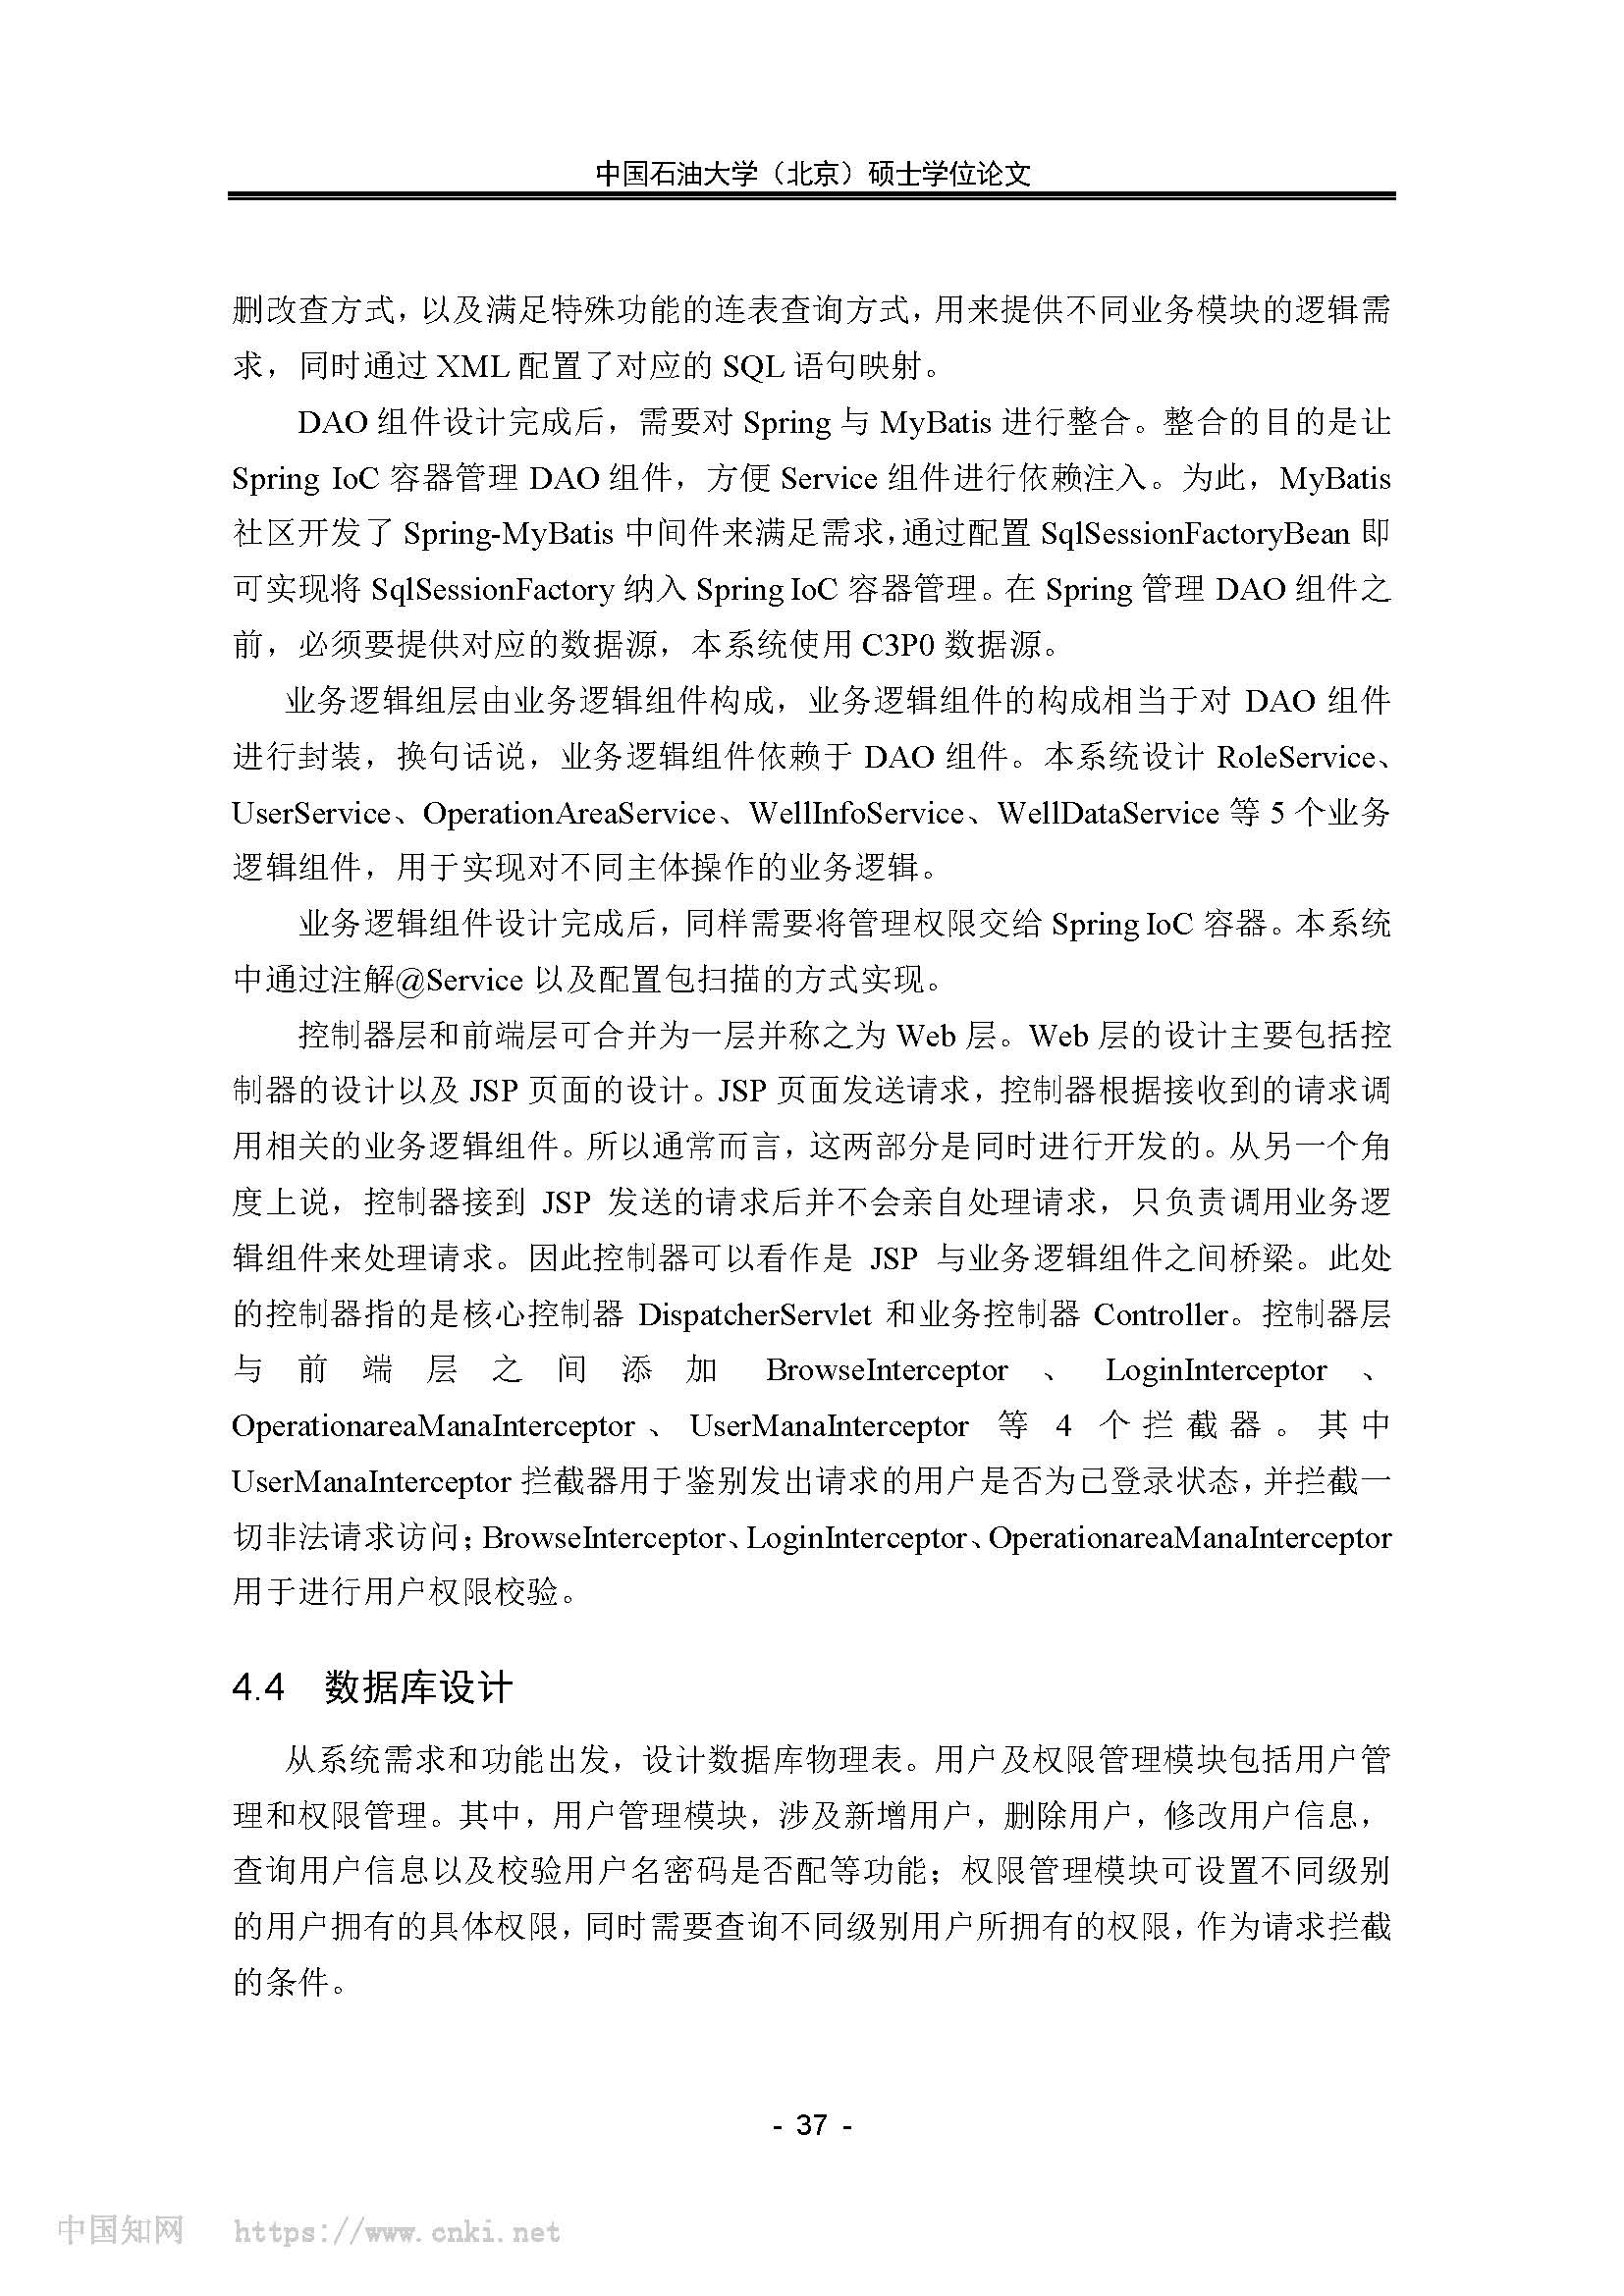 中国石油大学（北京）硕士学位论文
删改查方式，以及满足特殊功能的连表查询方式，用来提供不同业务模块的逻辑需
求，同时通过 XML 配置了对应的 SQL 语句映射。
DAO 组件设计完成后，需要对 Spring 与 MyBatis 进行整合。整合的目的是让
Spring IoC 容器管理 DAO 组件，方便 Service 组件进行依赖注入。为此，MyBatis
社区开发了 Spring-MyBatis 中间件来满足需求，通过配置 SqlSessionFactoryBean 即
可实现将 SqlSessionFactory 纳入 Spring IoC 容器管理。在 Spring 管理 DAO 组件之
前，必须要提供对应的数据源，本系统使用 C3P0 数据源。
业务逻辑组层由业务逻辑组件构成，业务逻辑组件的构成相当于对 DAO 组件
进行封装，换句话说，业务逻辑组件依赖于 DAO 组件。本系统设计 RoleService、
UserService、OperationAreaService、WellInfoService、WellDataService 等 5 个业务
逻辑组件，用于实现对不同主体操作的业务逻辑。
业务逻辑组件设计完成后，同样需要将管理权限交给 Spring IoC 容器。本系统
中通过注解@Service 以及配置包扫描的方式实现。
控制器层和前端层可合并为一层并称之为 Web 层。Web 层的设计主要包括控
制器的设计以及 JSP 页面的设计。JSP 页面发送请求，控制器根据接收到的请求调
用相关的业务逻辑组件。所以通常而言，这两部分是同时进行开发的。从另一个角
度上说，控制器接到 JSP 发送的请求后并不会亲自处理请求，只负责调用业务逻
辑组件来处理请求。因此控制器可以看作是 JSP 与业务逻辑组件之间桥梁。此处
的控制器指的是核心控制器 DispatcherServlet 和业务控制器 Controller。控制器层
与前端层之间添加 BrowseInterceptor、LoginInterceptor、
OperationareaManaInterceptor、UserManaInterceptor 等 4 个拦截器。其中
UserManaInterceptor 拦截器用于鉴别发出请求的用户是否为已登录状态，并拦截一
切非法请求访问；BrowseInterceptor、LoginInterceptor、OperationareaManaInterceptor
用于进行用户权限校验。
4.4 数据库设计
从系统需求和功能出发，设计数据库物理表。用户及权限管理模块包括用户管
理和权限管理。其中，用户管理模块，涉及新增用户，删除用户，修改用户信息，
查询用户信息以及校验用户名密码是否配等功能；权限管理模块可设置不同级别
的用户拥有的具体权限，同时需要查询不同级别用户所拥有的权限，作为请求拦截
的条件。
- 37 -
中国知网 https://www.cnki.net